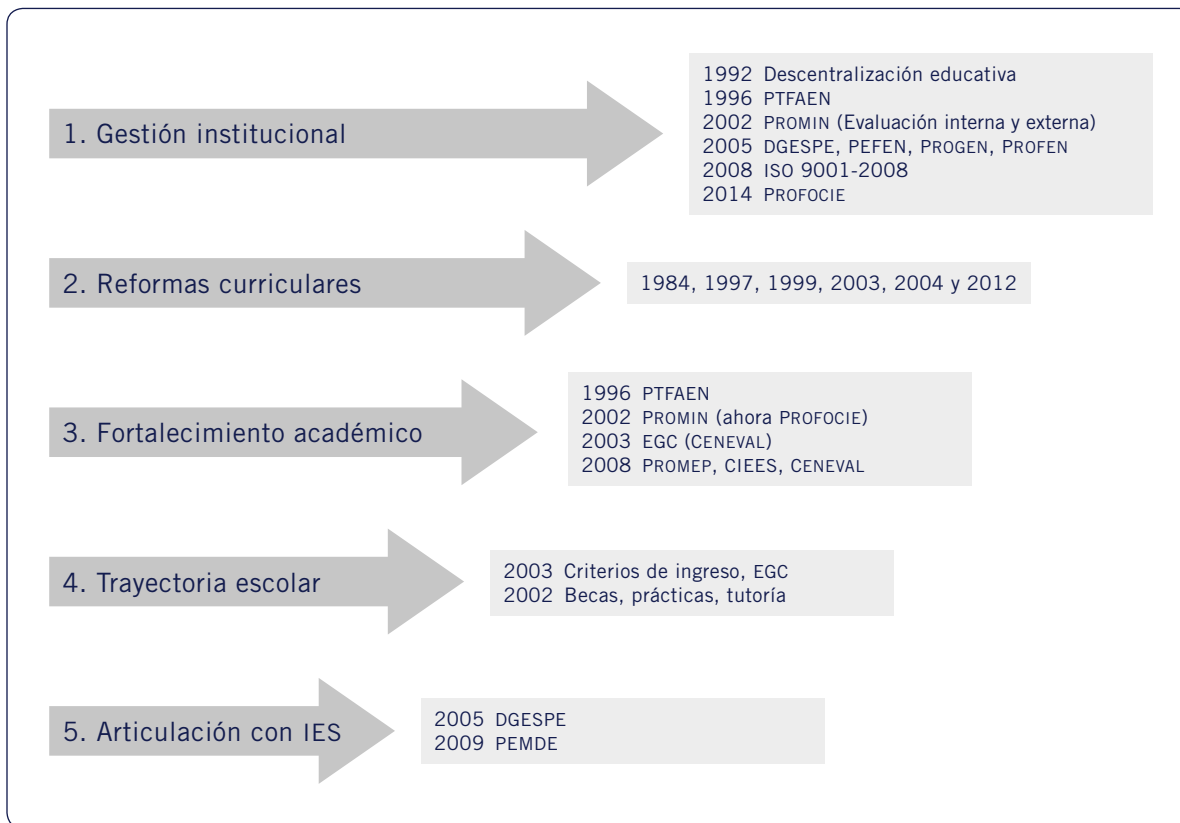 1. Gestión institucional
1992 Descentralización educativa
1996 PTFAEN
2002 PROMIN (Evaluación interna y externa)
2005 DGESPE, PEFEN, PROGEN, PROFEN
2008 ISO 9001-2008
2014 PROFOCIE
2. Reformas curriculares
1984, 1997, 1999, 2003, 2004 y 2012
3. Fortalecimiento académico
1996 PTFAEN
2002 PROMIN (ahora PROFOCIE)
2003 EGC (CENEVAL)
2008 PROMEP, CIEES, CENEVAL
4. Trayectoria escolar
2003 Criterios de ingreso, EGC
2002 Becas, prácticas, tutoría
5. Articulación con IES
2005 DGESPE
2009 PEMDE